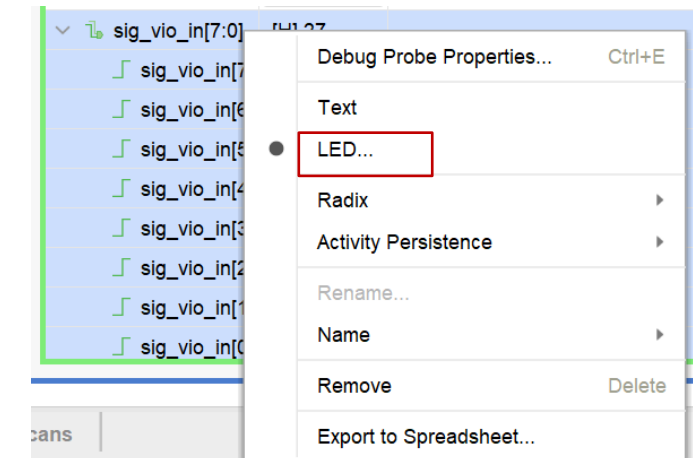 sig_vio_in[7:0]
sig_vio_in[7
sig_vio_in[6
sig_vio_in[5
sig_vio_in[4
sig_vio_in[3
sig_vio_in[2
sig_vio_in[1
sig_vio_in[0
Debug Probe Properties... Ctrl+E
Text
LED...
Radix
Activity Persistence
Rename...
Name
Remove Delete
Export to Spreadsheet...
cans